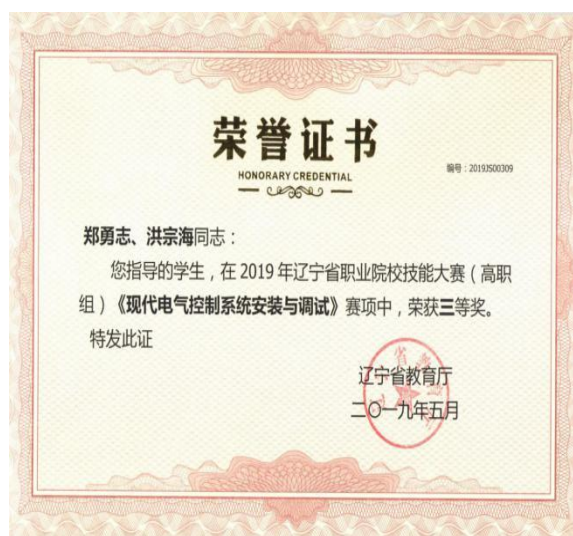 荣誉证书
HONORARY CREDENTIAL
编号：2019JS00309
郑勇志、洪宗海同志：
您指导的学生，在 2019 年辽宁省职业院校技能大赛（高职
组）《现代电气控制系统安装与调试》赛项中，荣获三等奖。
特发此证
辽宁省教育厅
二〇一九年五月